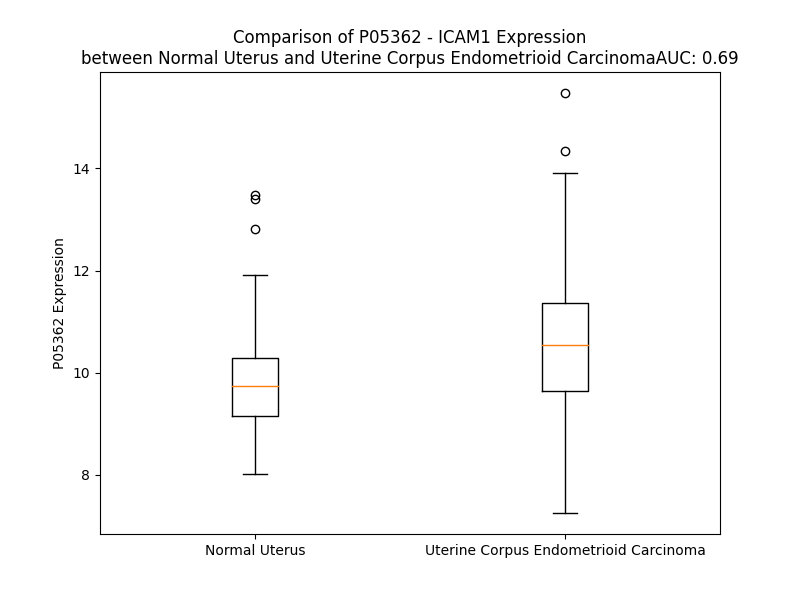 Comparison of P05362 - ICAM1 Expression
between Normal Uterus and Uterine Corpus Endometrioid CarcinomaAUC: 0.69
P05362 Expression
14
12
10
8
Normal Uterus
Uterine Corpus Endometrioid Carcinoma